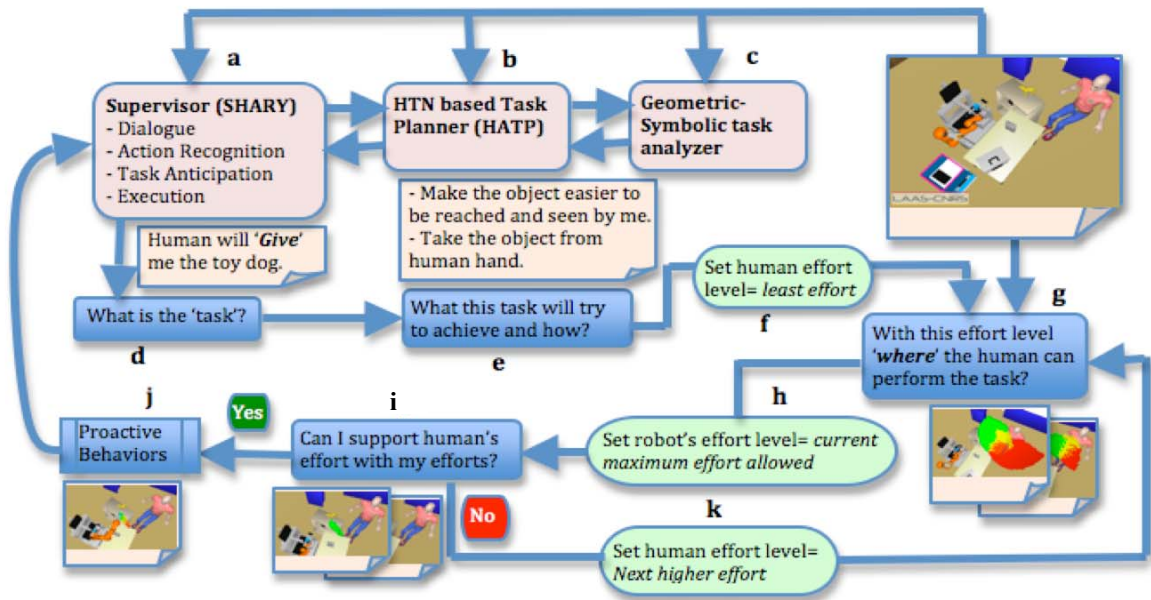 a
b
c
Supervisor (SHARY)
- Dialogue
- Action Recognition
- Task Anticipation
- Execution
HTN based Task
Planner (HATP)
Geometric-
Symbolic task
analyzer
LAAS-CNRS
Human will ‘Give’
me the toy dog.
- Make the object easier to
be reached and seen by me.
- Take the object from
human hand.
Set human effort
level= least effort
What is the ‘task’?
What this task will try
to achieve and how?
d
e
f
g
With this effort level
‘where’ the human can
perform the task?
h
i
j
Yes
Proactive
Behaviors
Can I support human’s
effort with my efforts?
Set robot’s effort level= current
maximum effort allowed
No
k
Set human effort level=
Next higher effort